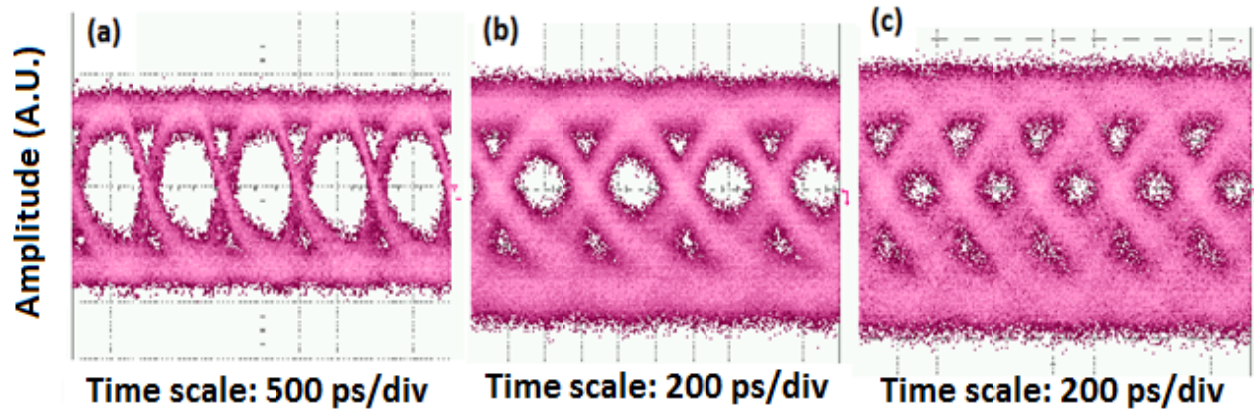 Amplitude (A.U.)
(a)
(b)
(c)
Time scale: 500 ps/div
Time scale: 200 ps/div
Time scale: 200 ps/div